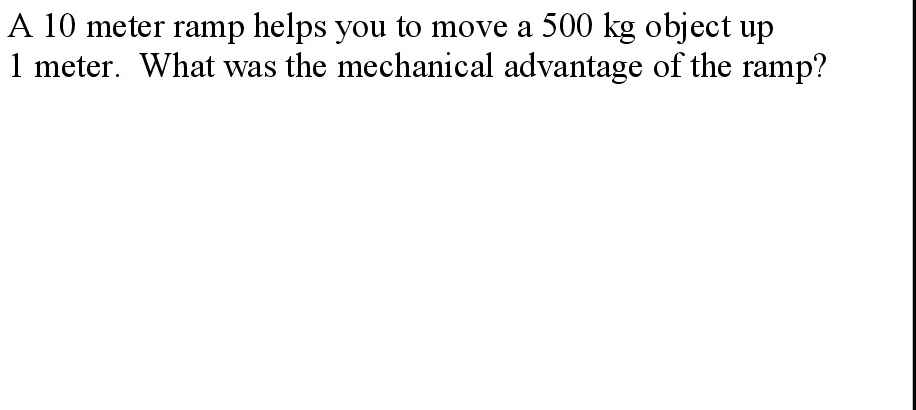 A 10 meter ramp helps you to move a 500 kg object up
1 meter.  What was the mechanical advantage of the ramp?